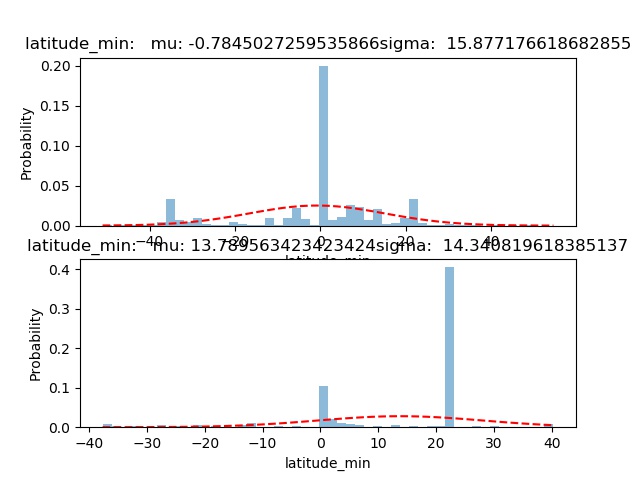 latitude_min:   mu: -0.7845027259535866sigma:  15.877176618682855
0.20
0.15
0.10
0.05
0.00
Probability
−40 −20 0 20 40
latitude_min
latitude_min:   mu: 13.789563423423424sigma:  14.340819618385137
0.4
0.3
0.2
0.1
0.0
Probability
−40 −30 −20 −10 0 10 20 30 40
latitude_min